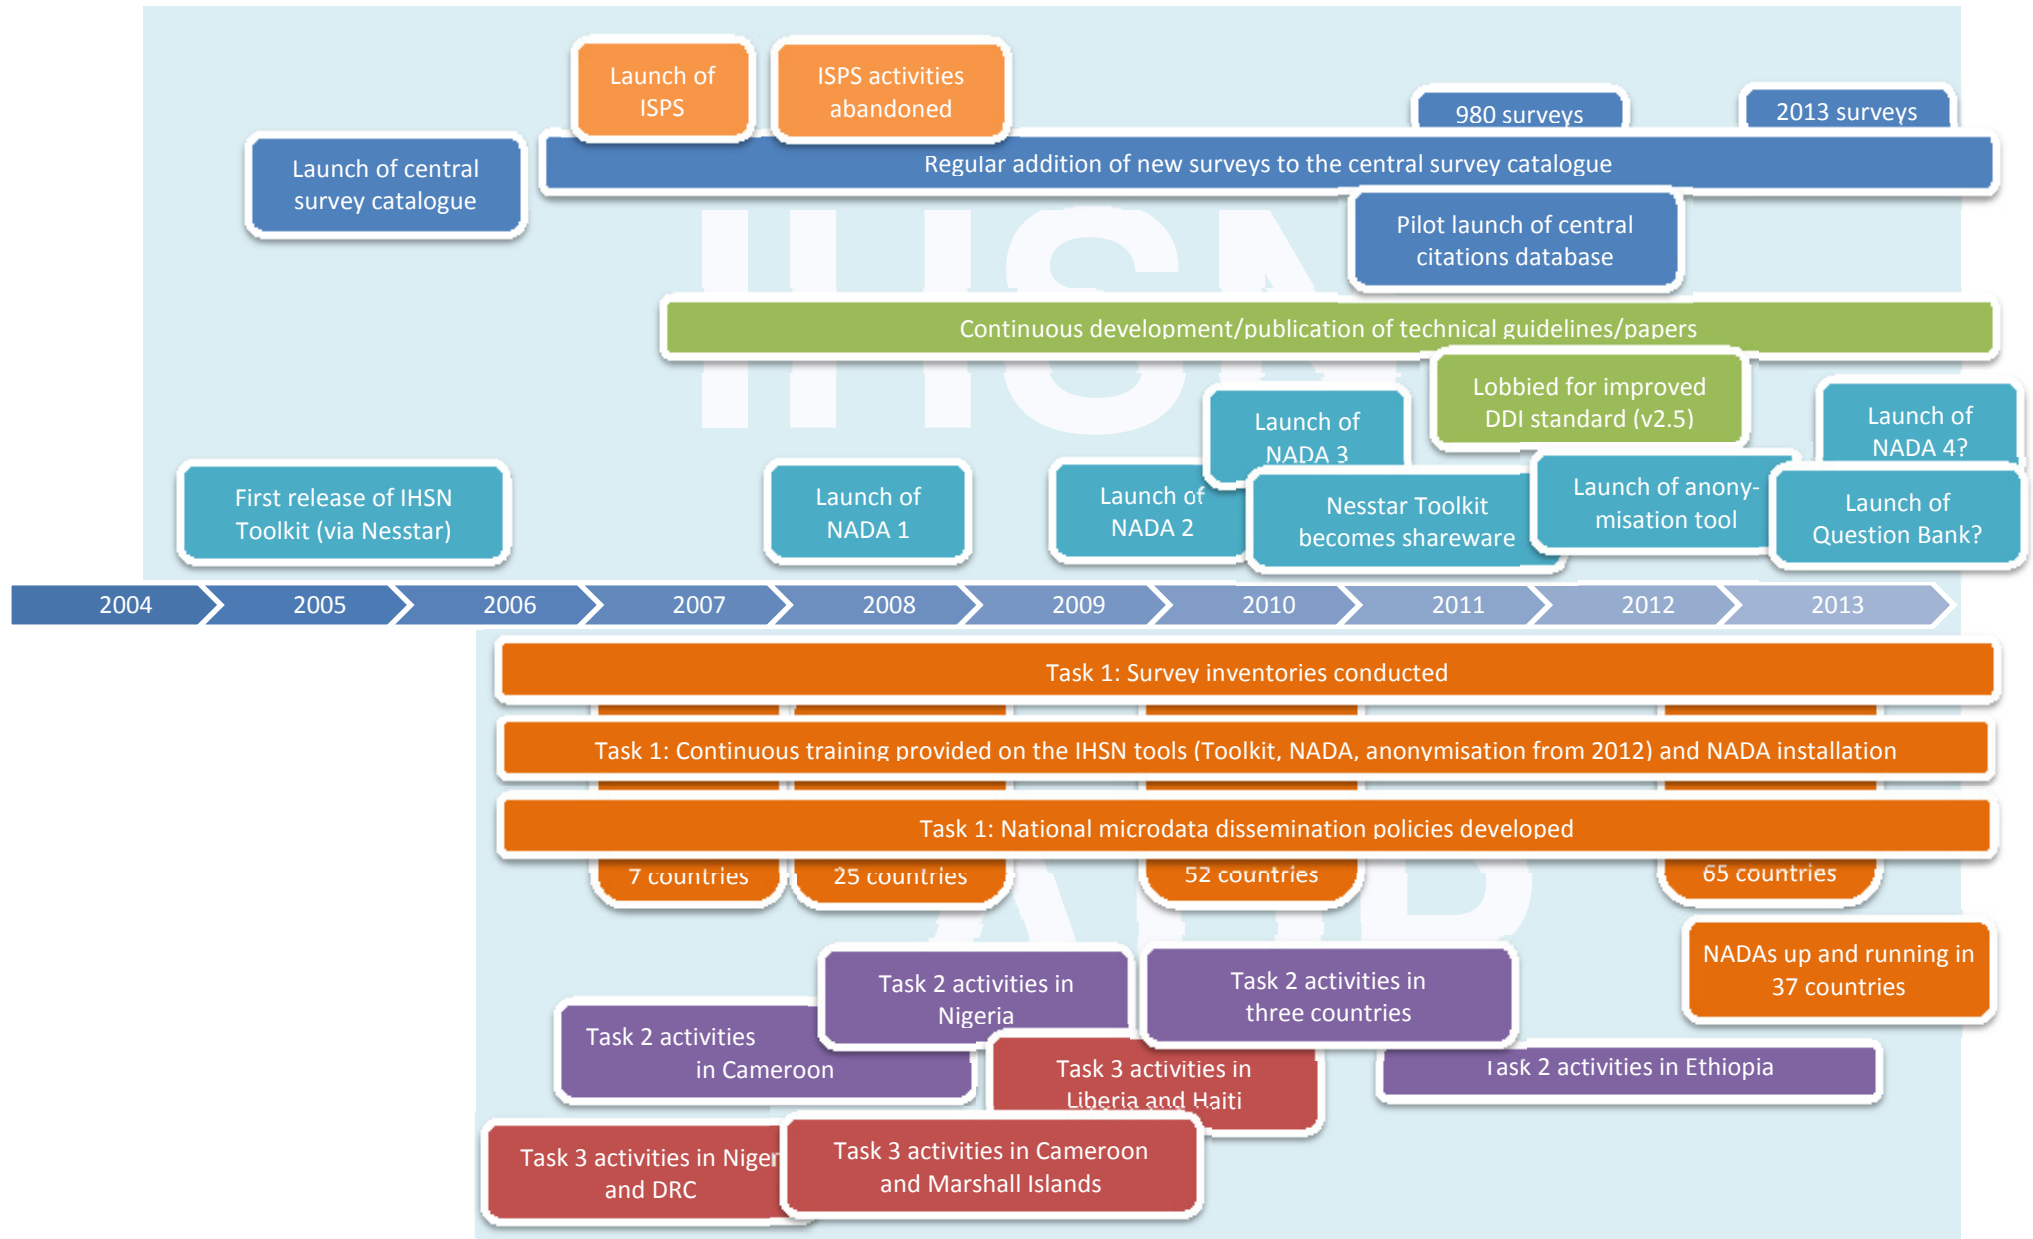 Launch of
ISPS
ISPS activities
abandoned
980 surveys
2013 surveys
Launch of central
survey catalogue
Regular addition of new surveys to the central survey catalogue
Pilot launch of central
citations database
IHSN
Continuous development/publication of technical guidelines/papers
Lobbied for improved
DDI standard (v2.5)
Launch of
NADA 3
Launch of
NADA 4?
First release of IHSN
Toolkit (via Nesstar)
Launch of
NADA 1
Launch of
NADA 2
Nesstar Toolkit
becomes shareware
Launch of anony-
misation tool
Launch of
Question Bank?
2004
2005
2006
2007
2008
2009
2010
2011
2012
2013
Task 1: Survey inventories conducted
Task 1: Continuous training provided on the IHSN tools (Toolkit, NADA, anonymisation from 2012) and NADA installation
Task 1: National microdata dissemination policies developed
7 countries
25 countries
52 countries
65 countries
NADAs up and running in
37 countries
Task 2 activities in
Nigeria
Task 2 activities in
three countries
Task 2 activities
in Cameroon
Task 3 activities in
Liberia and Haiti
Task 2 activities in Ethiopia
Task 3 activities in Niger
and DRC
Task 3 activities in Cameroon
and Marshall Islands